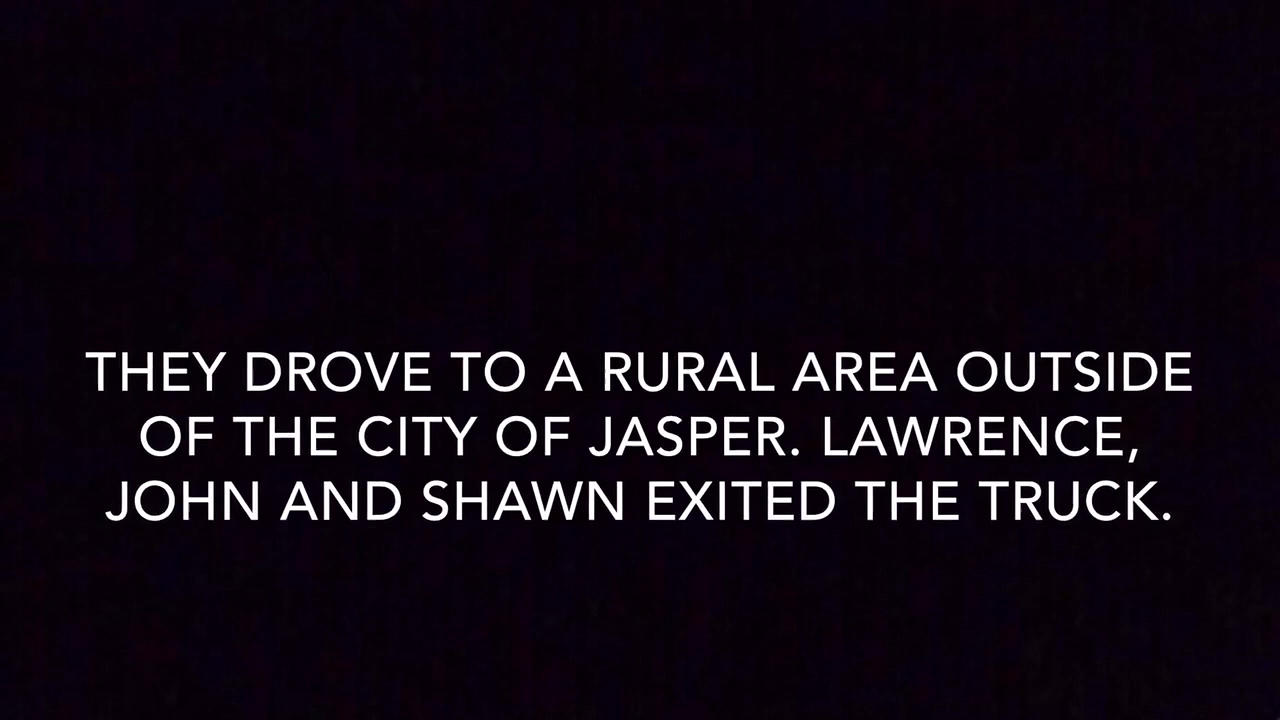 THEY DROVE TO A RURAL AREA OUTSIDE
OF THE CITY OF JASPER. LAWRENCE,
JOHN AND SHAWN EXITED THE TRUCK.